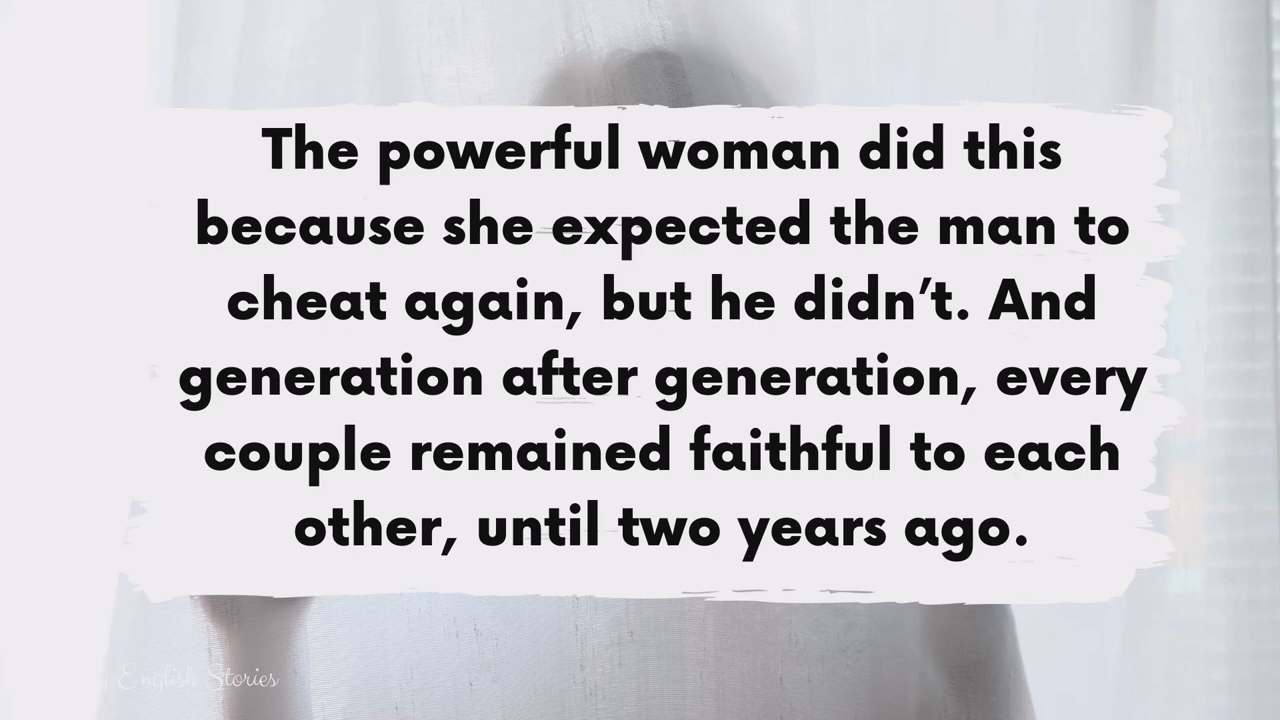 The powerful woman did this
because she expected the man to
cheat again, but he didn’t. And
generation after generation, every
couple remained faithful to each
other, until two years ago.
English Stories